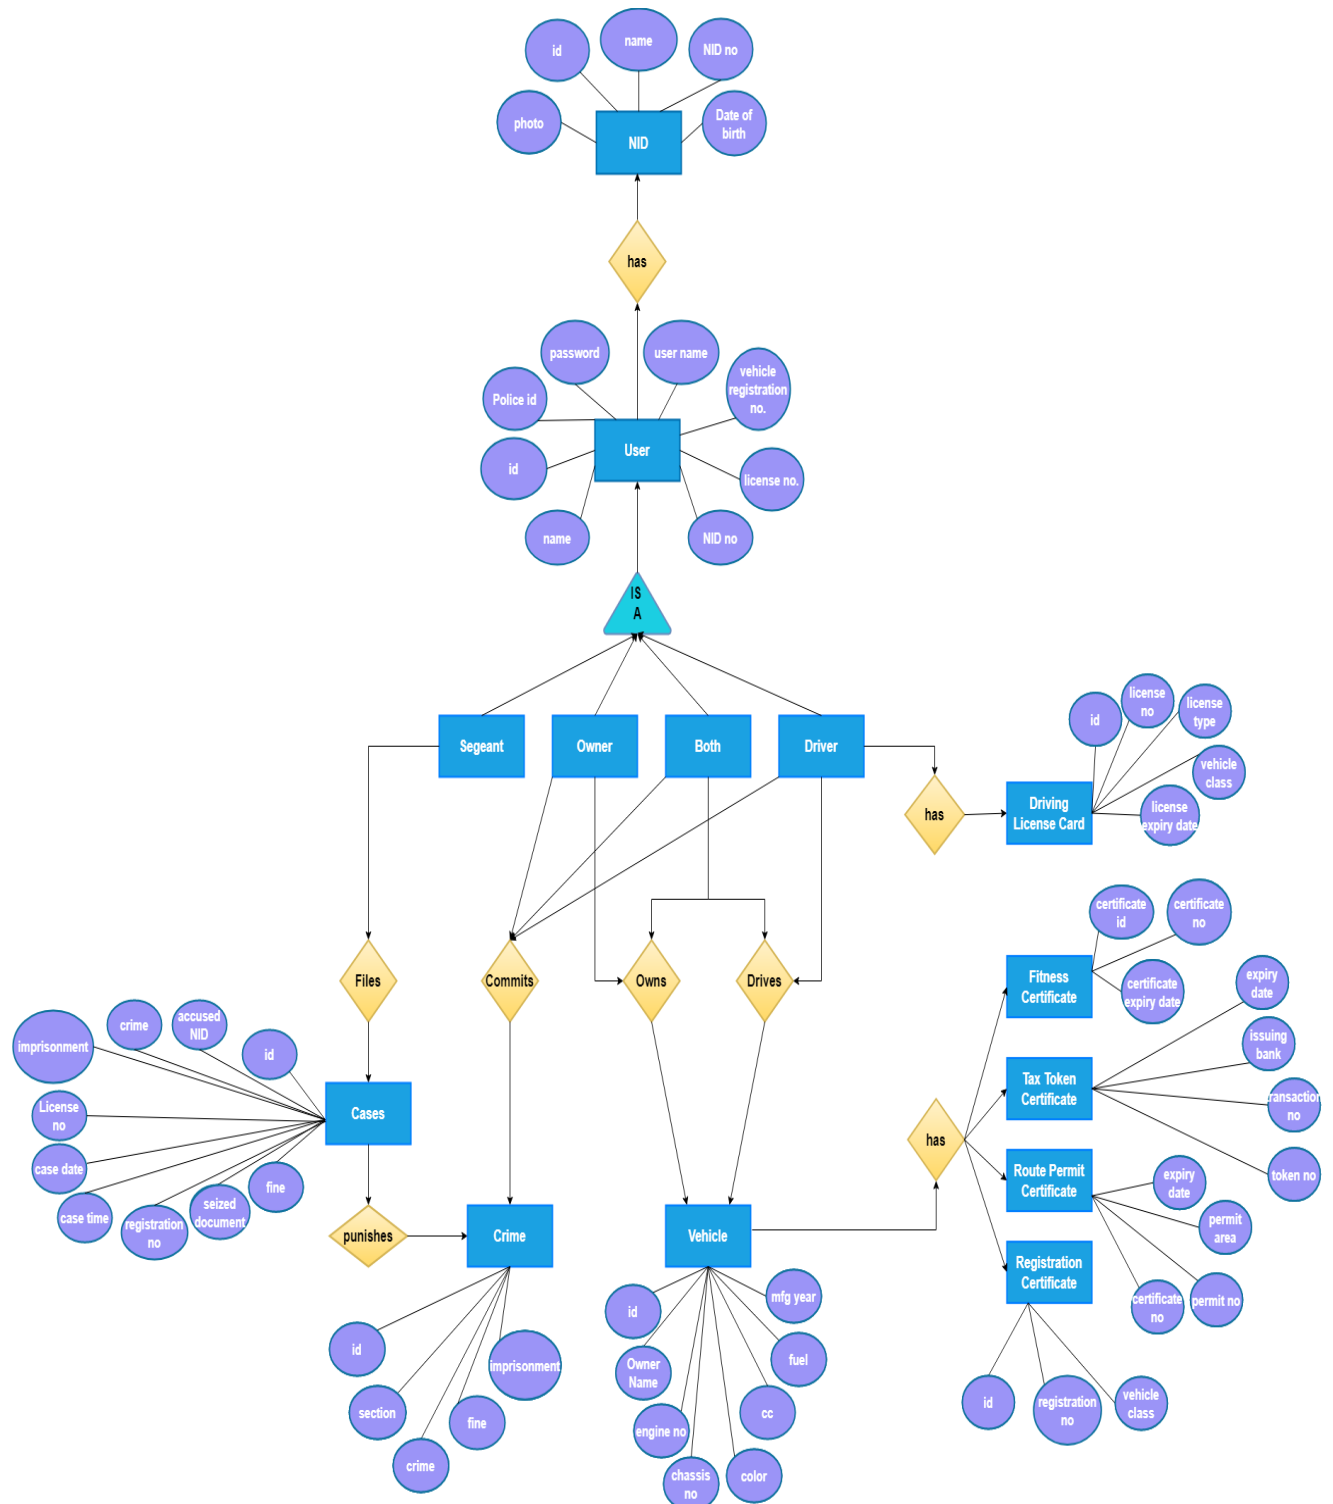 name
id
NID no
photo
Date of
birth
NID
has
password
user name
vehicle
registration
no.
Police id
User
id
license no.
name
NID no
IS
A
Segeant
Owner
Both
Driver
id
license
no
license
type
vehicle
class
license
expiry date
Driving
License Card
has
certificate
id
certificate
no
certificate
expiry date
Fitness
Certificate
Files
Commits
Owns
Drives
expiry
date
issuing
bank
transaction
no
token no
Tax Token
Certificate
imprisonment
crime
accused
NID
id
License
no
case date
case time
registration
no
seized
document
fine
Cases
has
Route Permit
Certificate
expiry
date
permit
area
permit no
certificate
no
punishes
Crime
Vehicle
Registration
Certificate
id
section
crime
fine
imprisonment
id
Owner
Name
engine no
chassis
no
color
cc
fuel
mfg year
id
registration
no
vehicle
class